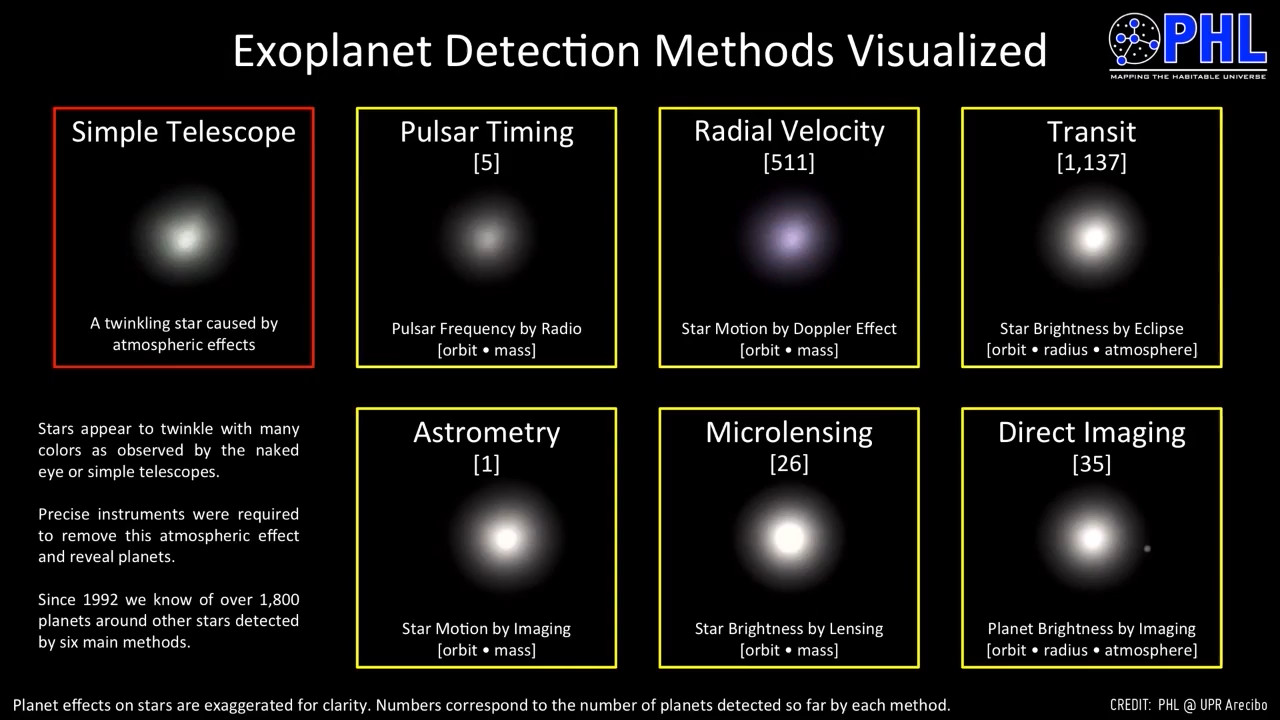 Exoplanet Detection Methods Visualized
PHL
MAPPING THE HABITABLE UNIVERSE
Simple Telescope
A twinkling star caused by
atmospheric effects
Pulsar Timing
[5]
Pulsar Frequency by Radio
[orbit • mass]
Radial Velocity
[511]
Star Motion by Doppler Effect
[orbit • mass]
Transit
[1,137]
Star Brightness by Eclipse
[orbit • radius • atmosphere]
Stars appear to twinkle with many
colors as observed by the naked
eye or simple telescopes.
Precise instruments were required
to remove this atmospheric effect
and reveal planets.
Since 1992 we know of over 1,800
planets around other stars detected
by six main methods.
Astrometry
[1]
Star Motion by Imaging
[orbit • mass]
Microlensing
[26]
Star Brightness by Lensing
[orbit • mass]
Direct Imaging
[35]
Planet Brightness by Imaging
[orbit • radius • atmosphere]
Planet effects on stars are exaggerated for clarity. Numbers correspond to the number of planets detected so far by each method.
CREDIT: PHL @ UPR Arecibo